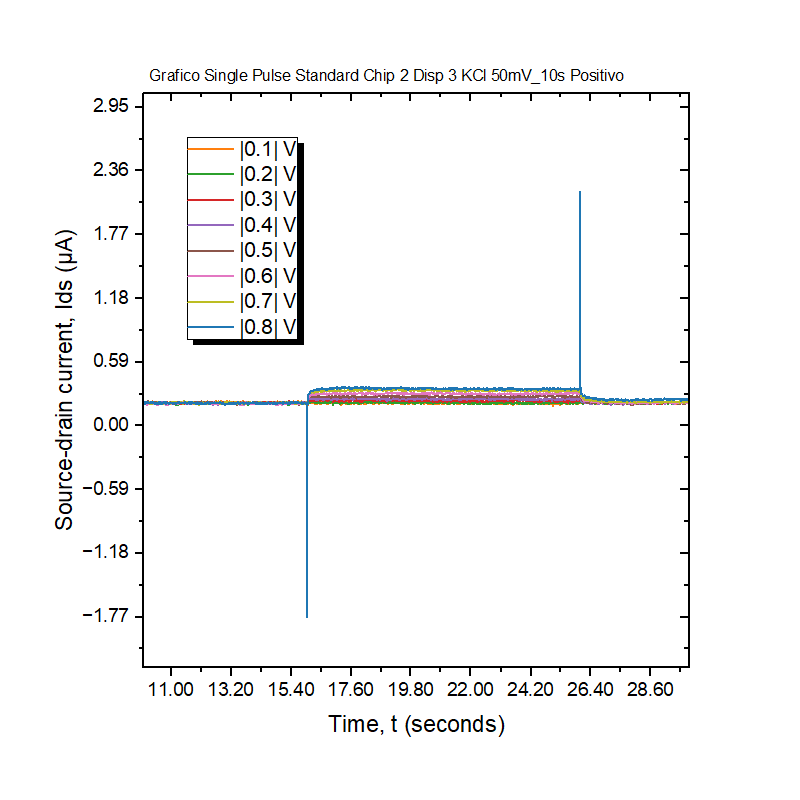 Grafico Single Pulse Standard Chip 2 Disp 3 KCl 50mV_10s Positivo
2.95
2.36
1.77
1.18
0.59
0.00
−0.59
−1.18
−1.77
Source-drain current, Ids (µA)
|0.1| V
|0.2| V
|0.3| V
|0.4| V
|0.5| V
|0.6| V
|0.7| V
|0.8| V
11.00 13.20 15.40 17.60 19.80 22.00 24.20 26.40 28.60
Time, t (seconds)